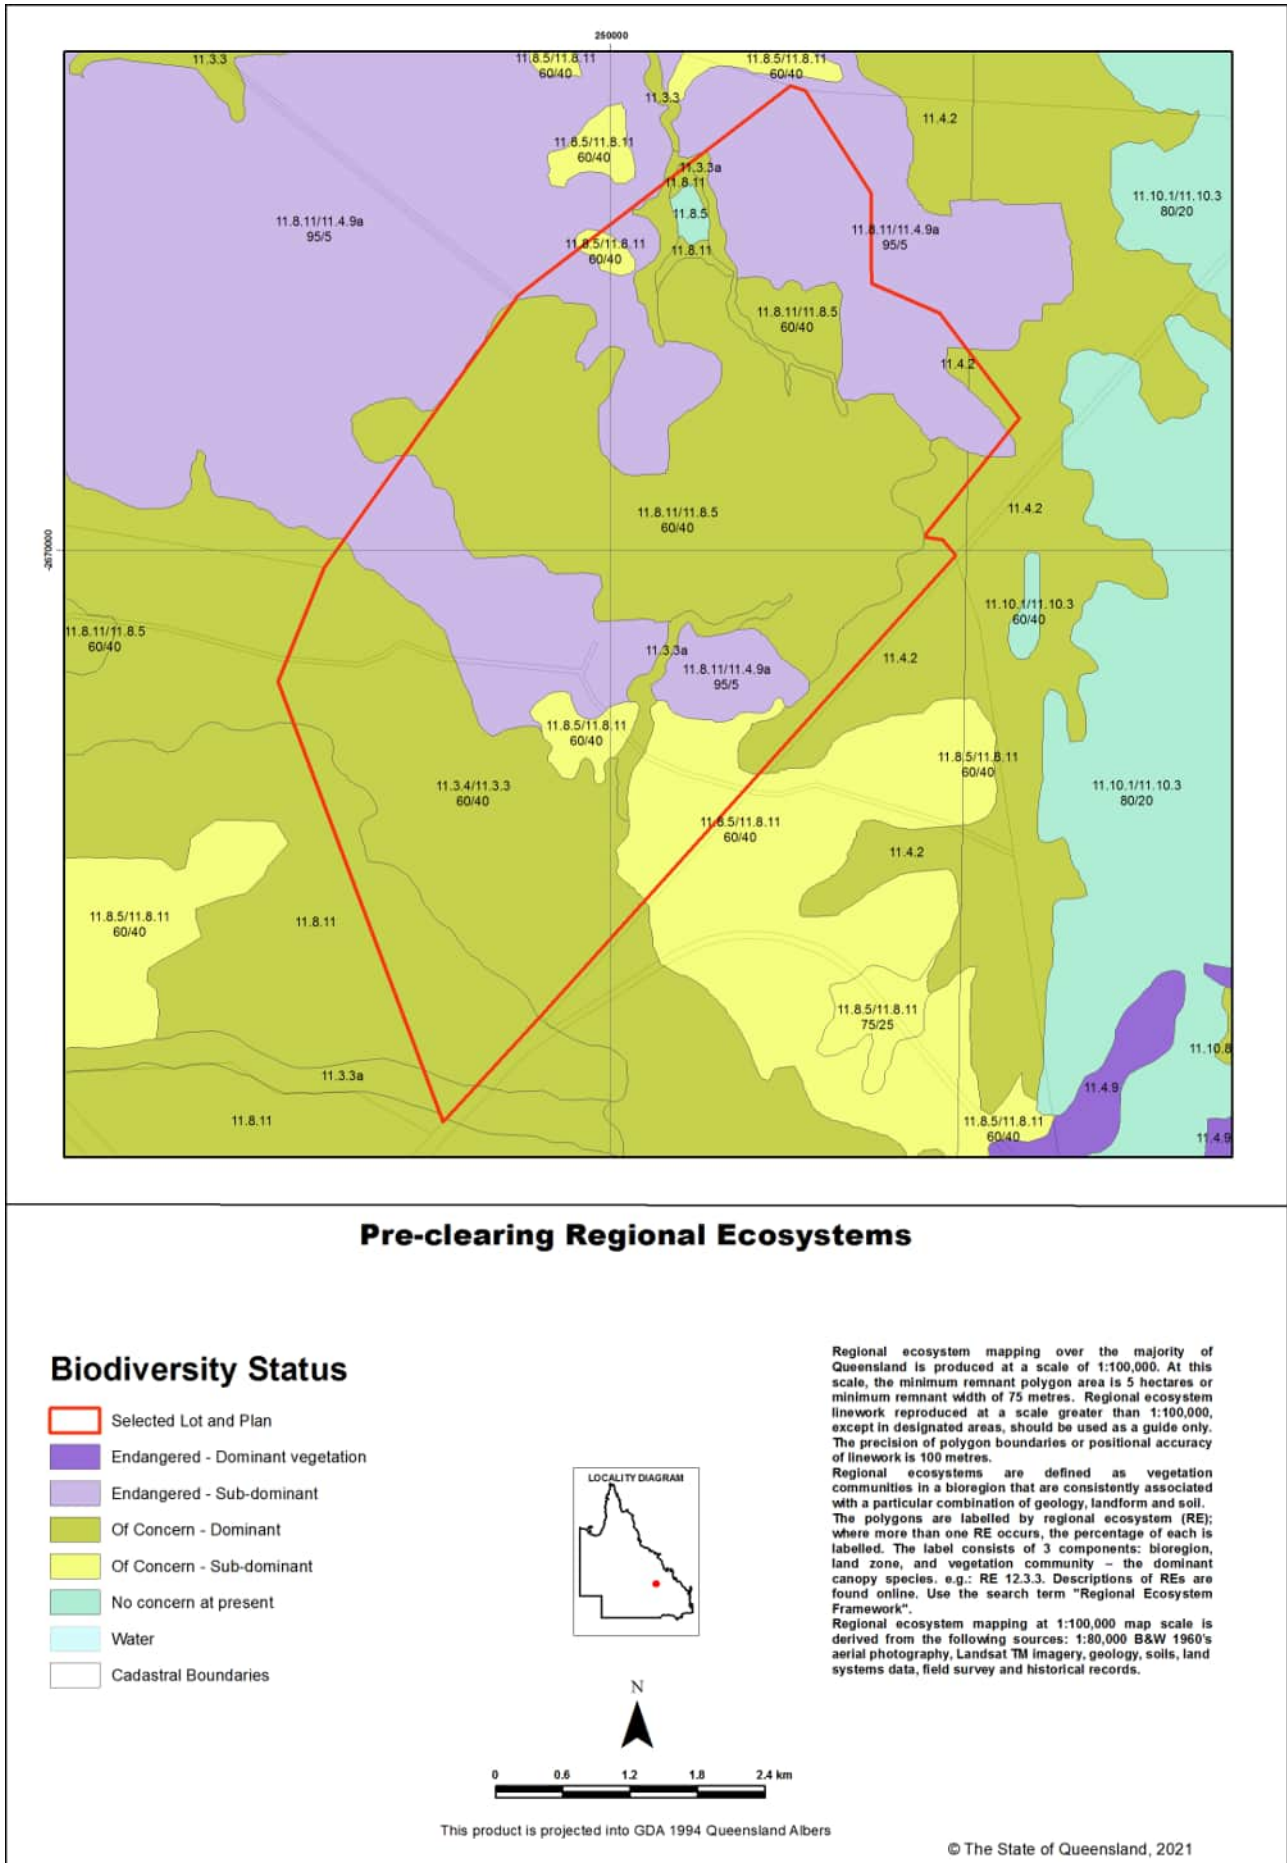 250000
11.3.3
11.8.5/11.8.11
60/40
11.8.5/11.8.11
60/40
11.3.3
11.4.2
11.8.5/11.8.11
60/40
11.3.3a
11.8.11
11.10.1/11.10.3
80/20
11.8.5
11.8.11/11.4.9a
95/5
11.8.11/11.4.9a
95/5
11.8.5/11.8.11
60/40
11.8.11
11.8.11/11.8.5
60/40
11.4.2
11.8.11/11.8.5
60/40
11.4.2
-2670000
11.10.1/11.10.3
60/40
11.8.11/11.8.5
60/40
11.3.3a
11.4.2
11.8.11/11.4.9a
95/5
11.8.5/11.8.11
60/40
11.8.5/11.8.11
60/40
11.3.4/11.3.3
60/40
11.10.1/11.10.3
80/20
11.8.5/11.8.11
60/40
11.4.2
11.8.5/11.8.11
60/40
11.8.11
11.8.5/11.8.11
75/25
11.10.8
11.3.3a
11.4.9
11.8.11
11.8.5/11.8.11
60/40
11.4.9
Pre-clearing Regional Ecosystems
Biodiversity Status
Selected Lot and Plan
Endangered - Dominant vegetation
Endangered - Sub-dominant
Of Concern - Dominant
Of Concern - Sub-dominant
No concern at present
Water
Cadastral Boundaries
LOCALITY DIAGRAM
N
0 0.6 1.2 1.8 2.4 km
This product is projected into GDA 1994 Queensland Albers
Regional ecosystem mapping over the majority of
Queensland is produced at a scale of 1:100,000. At this
scale, the minimum remnant polygon area is 5 hectares or
minimum remnant width of 75 metres. Regional ecosystem
linework reproduced at a scale greater than 1:100,000,
except in designated areas, should be used as a guide only.
The precision of polygon boundaries or positional accuracy
of linework is 100 metres.
Regional ecosystems are defined as vegetation
communities in a bioregion that are consistently associated
with a particular combination of geology, landform and soil.
The polygons are labelled by regional ecosystem (RE);
where more than one RE occurs, the percentage of each is
labelled. The label consists of 3 components: bioregion,
land zone, and vegetation community – the dominant
canopy species. e.g.: RE 12.3.3. Descriptions of REs are
found online. Use the search term "Regional Ecosystem
Framework".
Regional ecosystem mapping at 1:100,000 map scale is
derived from the following sources: 1:80,000 B&W 1960's
aerial photography, Landsat TM imagery, geology, soils, land
systems data, field survey and historical records.
© The State of Queensland, 2021